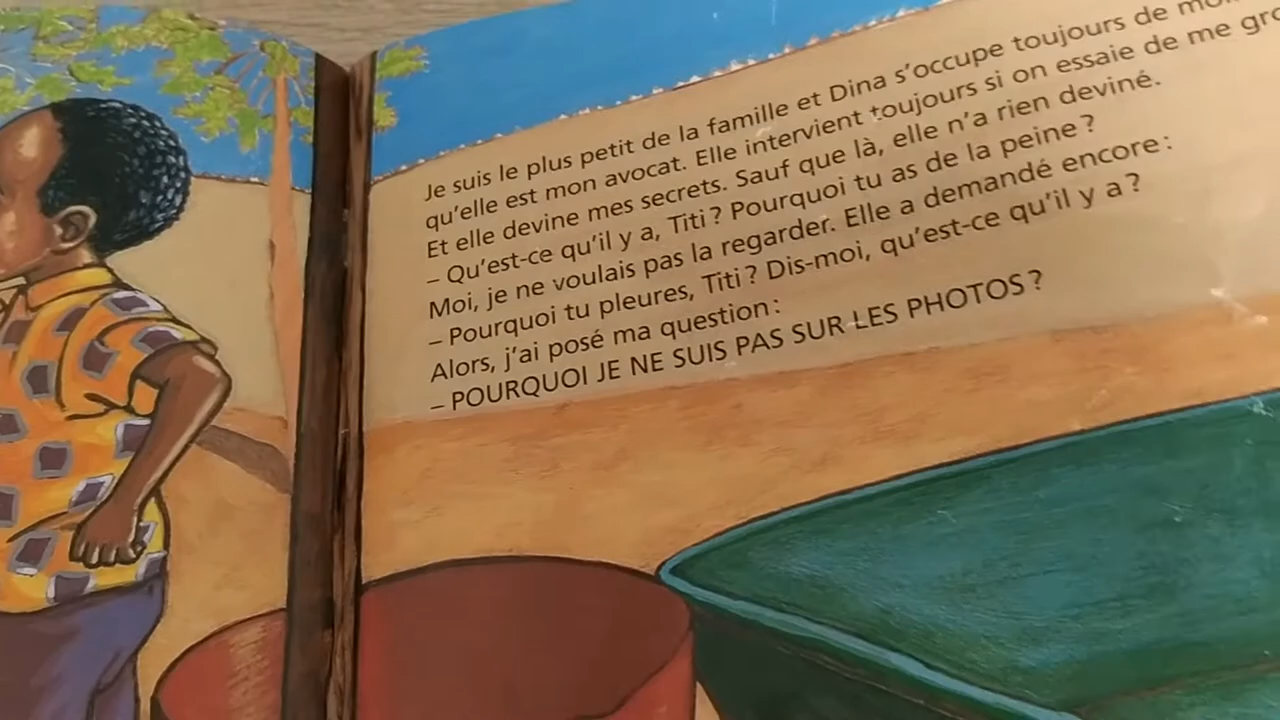 Je suis le plus petit de la famille et Dina s'occupe toujours de
qu'elle est mon avocat. Elle intervient toujours si on essaie de me
Et elle devine mes secrets. Sauf que là, elle n'a rien deviné.
– Qu'est-ce qu'il y a, Titi ? Pourquoi tu as de la peine ?
Moi, je ne voulais pas la regarder. Elle a demandé encore :
– Pourquoi tu pleures, Titi ? Dis-moi, qu'est-ce qu'il y a ?
Alors, j'ai posé ma question :
– POURQUOI JE NE SUIS PAS SUR LES PHOTOS ?